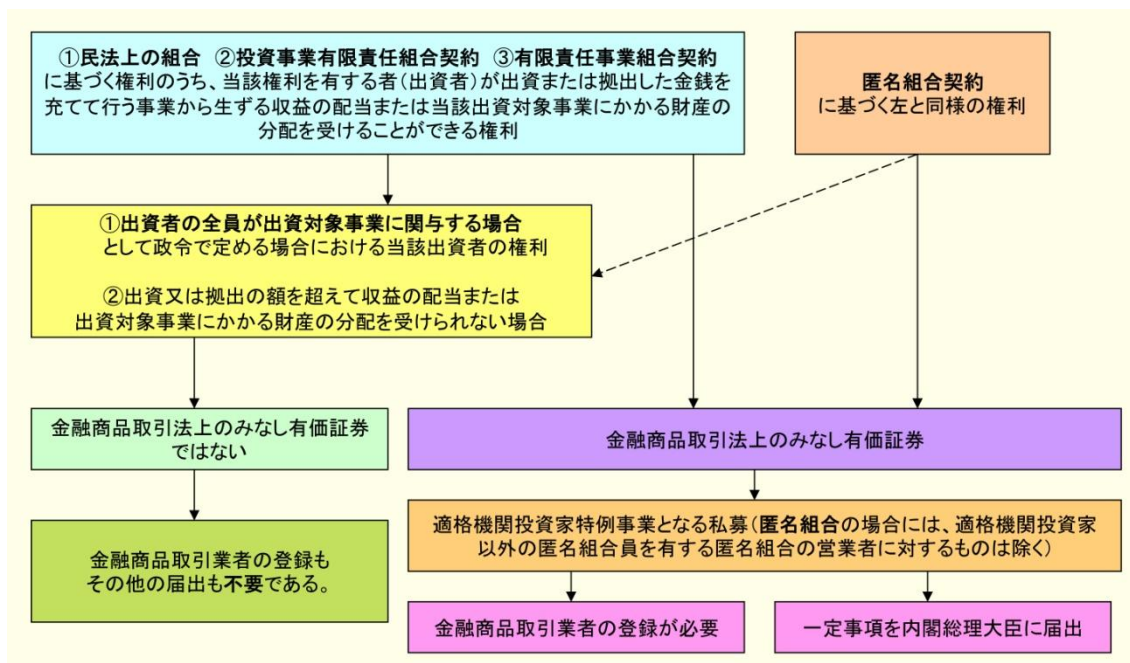 ①民法上の組合 ②投資事業有限責任組合契約 ③有限責任事業組合契約
に基づく権利のうち、当該権利を有する者(出資者)が出資または拠出した金銭を
充てて行う事業から生ずる収益の配当または当該出資対象事業にかかる財産の
分配を受けることができる権利
匿名組合契約
に基づく左と同様の権利
①出資者の全員が出資対象事業に関与する場合
として政令で定める場合における当該出資者の権利
②出資又は拠出の額を超えて収益の配当または
出資対象事業にかかる財産の分配を受けられない場合
金融商品取引法上のみなし有価証券
ではない
金融商品取引法上のみなし有価証券
適格機関投資家特例事業となる私募(匿名組合の場合には、適格機関投資家
以外の匿名組合員を有する匿名組合の営業者に対するものは除く)
金融商品取引業者の登録も
その他の届出も不要である。
金融商品取引業者の登録が必要
一定事項を内閣総理大臣に届出